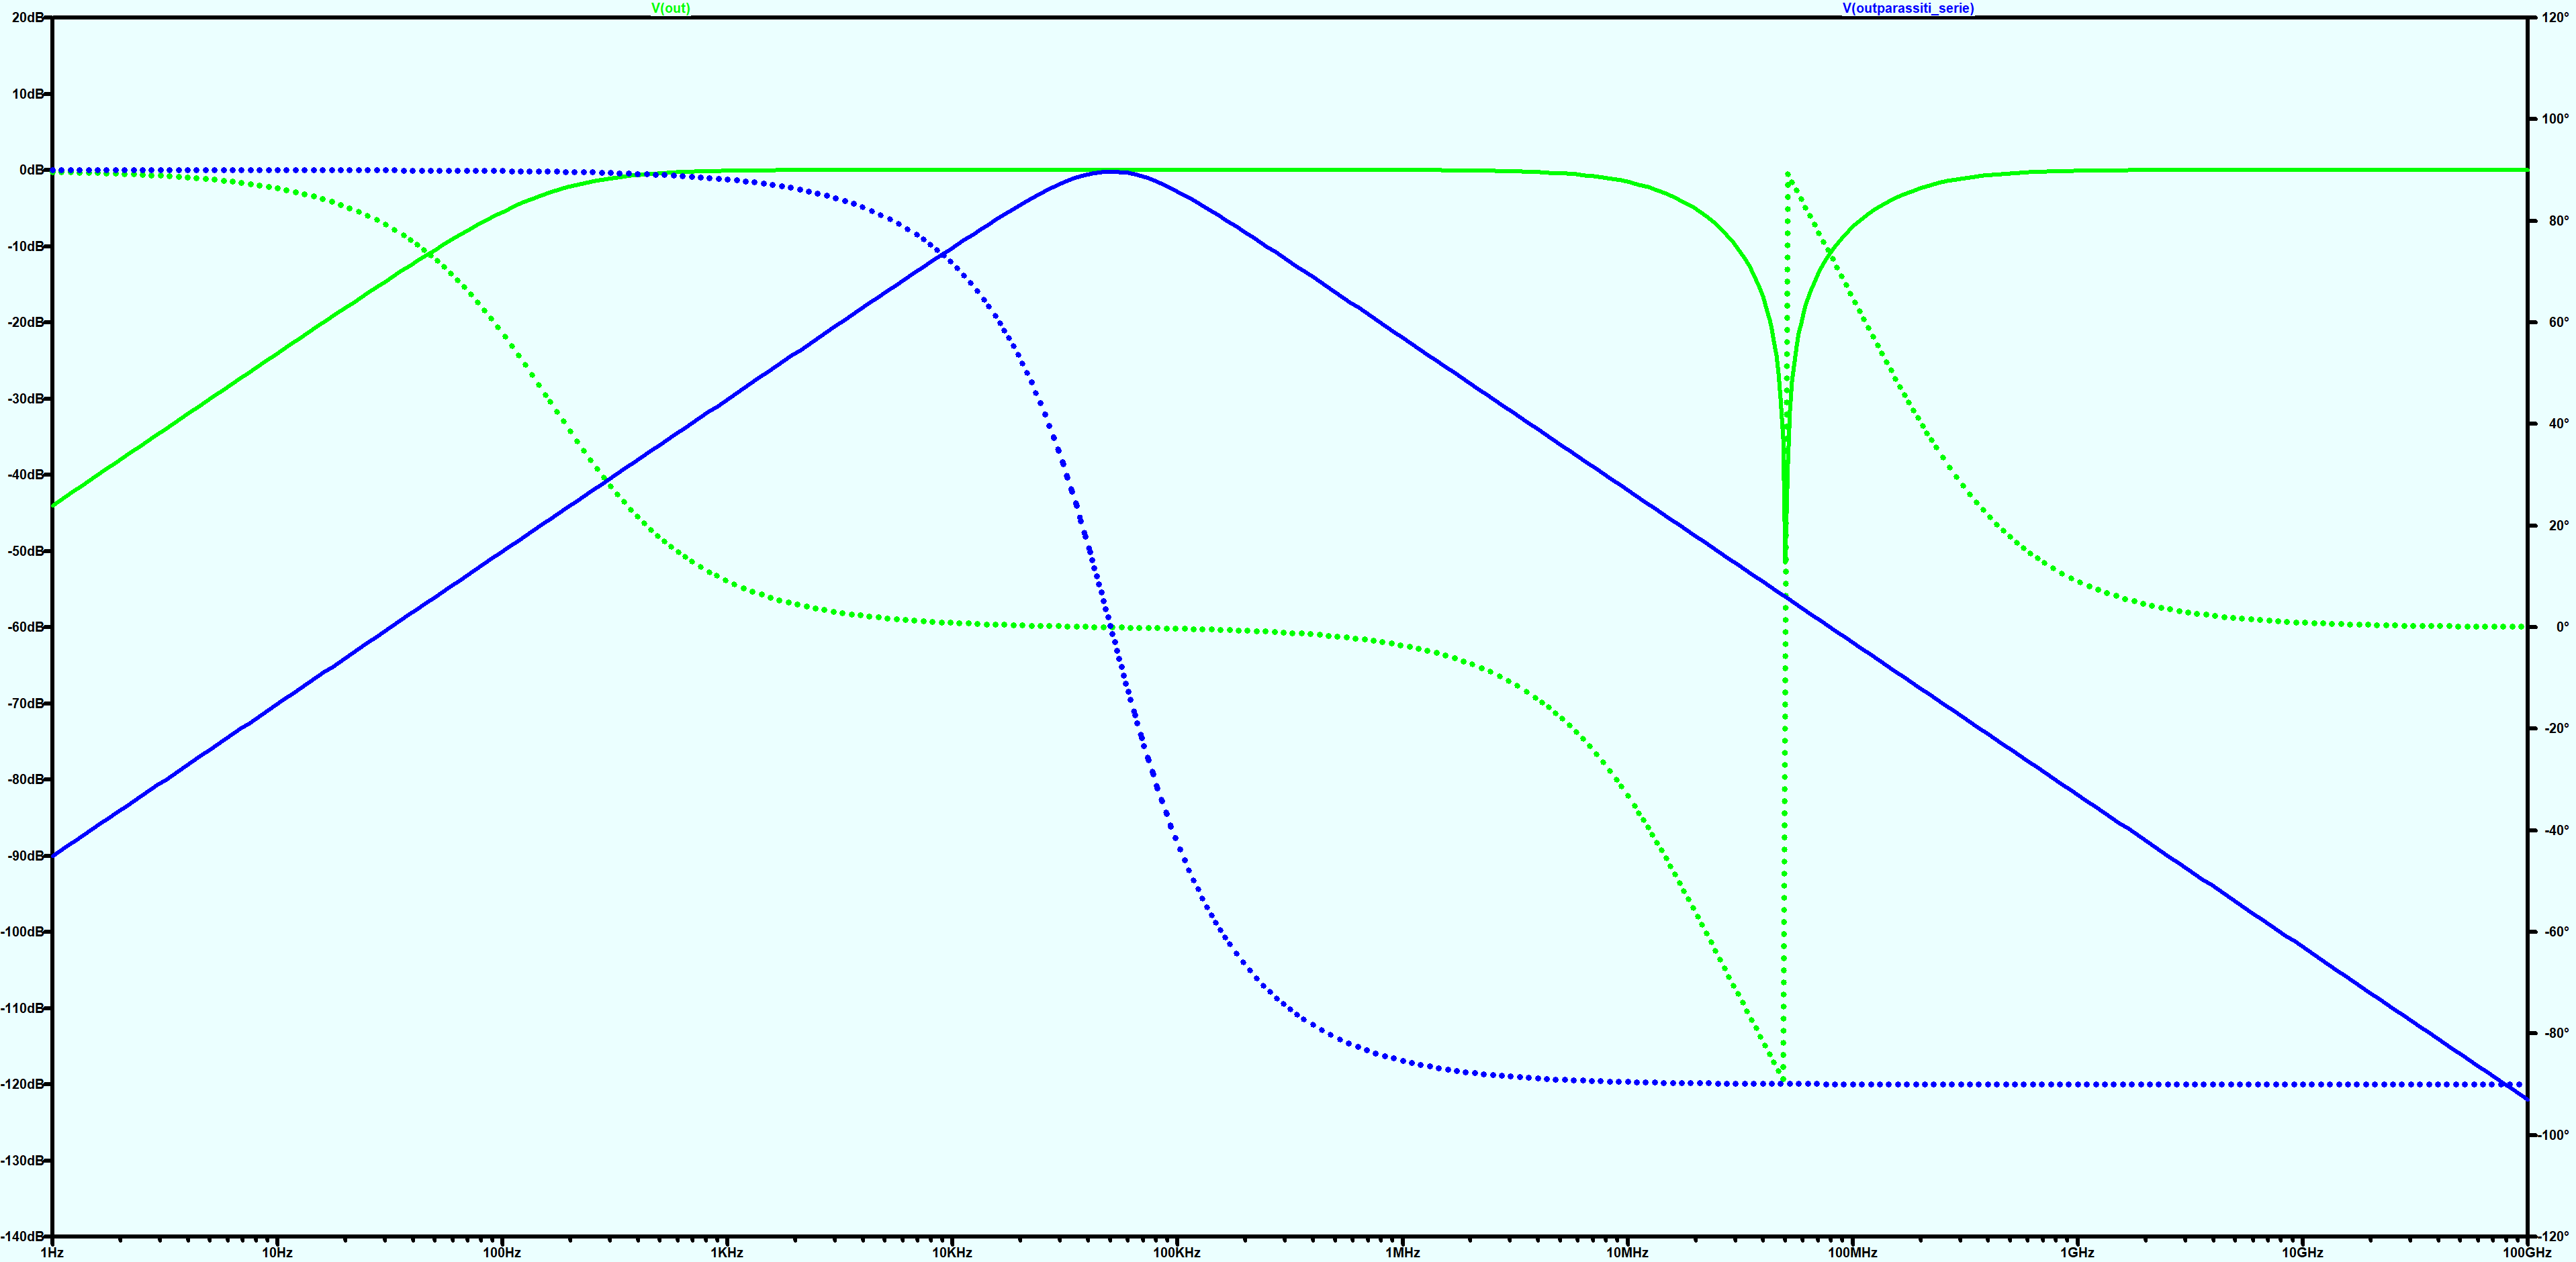 V(out) V(outparassiti_serie)
20dB 120°
10dB 100°
0dB
-10dB 80°
-20dB 60°
-30dB
-40dB 40°
-50dB 20°
-60dB 0°
-70dB -20°
-80dB
-90dB -40°
-100dB -60°
-110dB -80°
-120dB
-130dB -100°
-140dB -120°
1Hz 10Hz 100Hz 1KHz 10KHz 100KHz 1MHz 10MHz 100MHz 1GHz 10GHz 100GHz